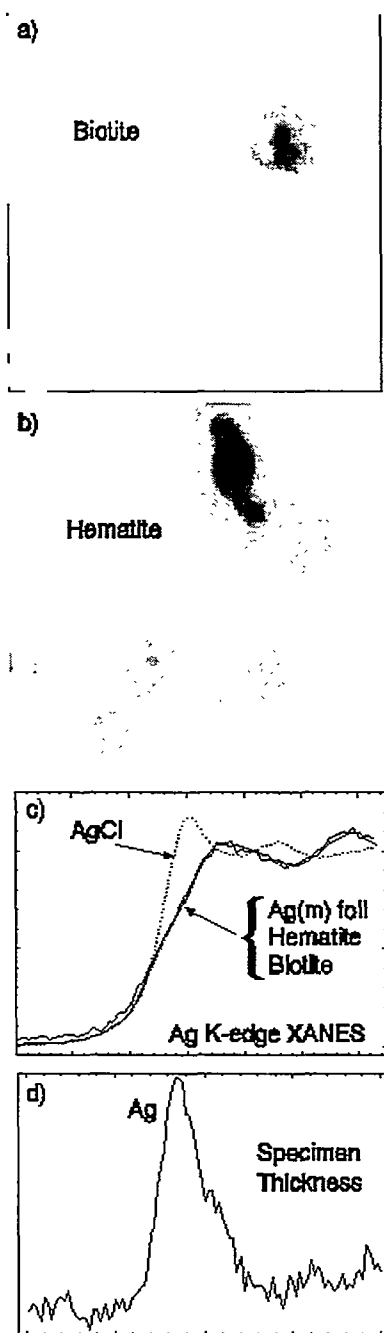 a)
Biotite
b)
Hematite
c)
AgCl
Ag(m) foil
Hematite
Biotite
Ag K-edge XANES
d)
Ag
Specimen
Thickness